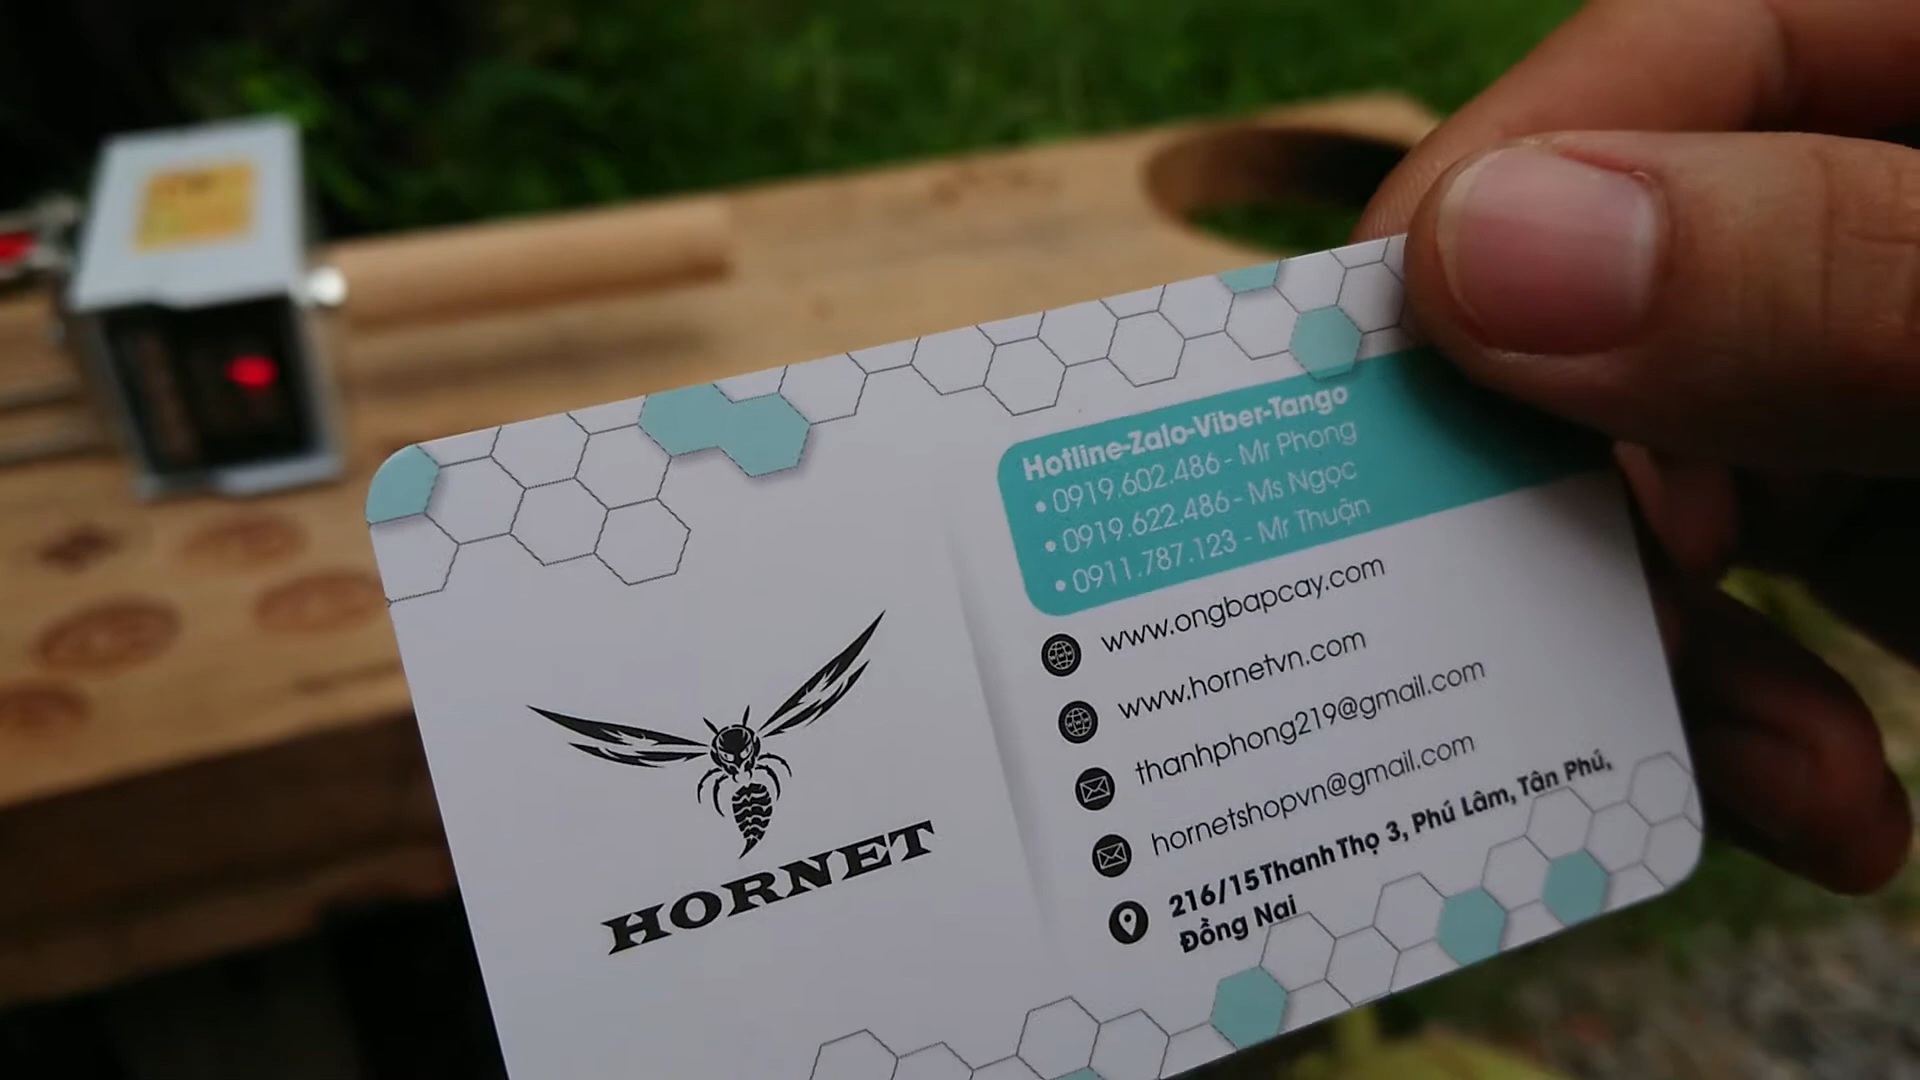 HORNET
Hotline-Zalo-Viber-Tango
• 0919.602.486 - Mr Phong
• 0919.622.486 - Ms Ngọc
• 0911.787.123 - Mr Thuận
www.ongbapcay.com
www.hornetvn.com
thanhphong219@gmail.com
hornetshopvn@gmail.com
216/15 Thanh Thọ 3, Phú Lâm, Tân Phú,
Đồng Nai